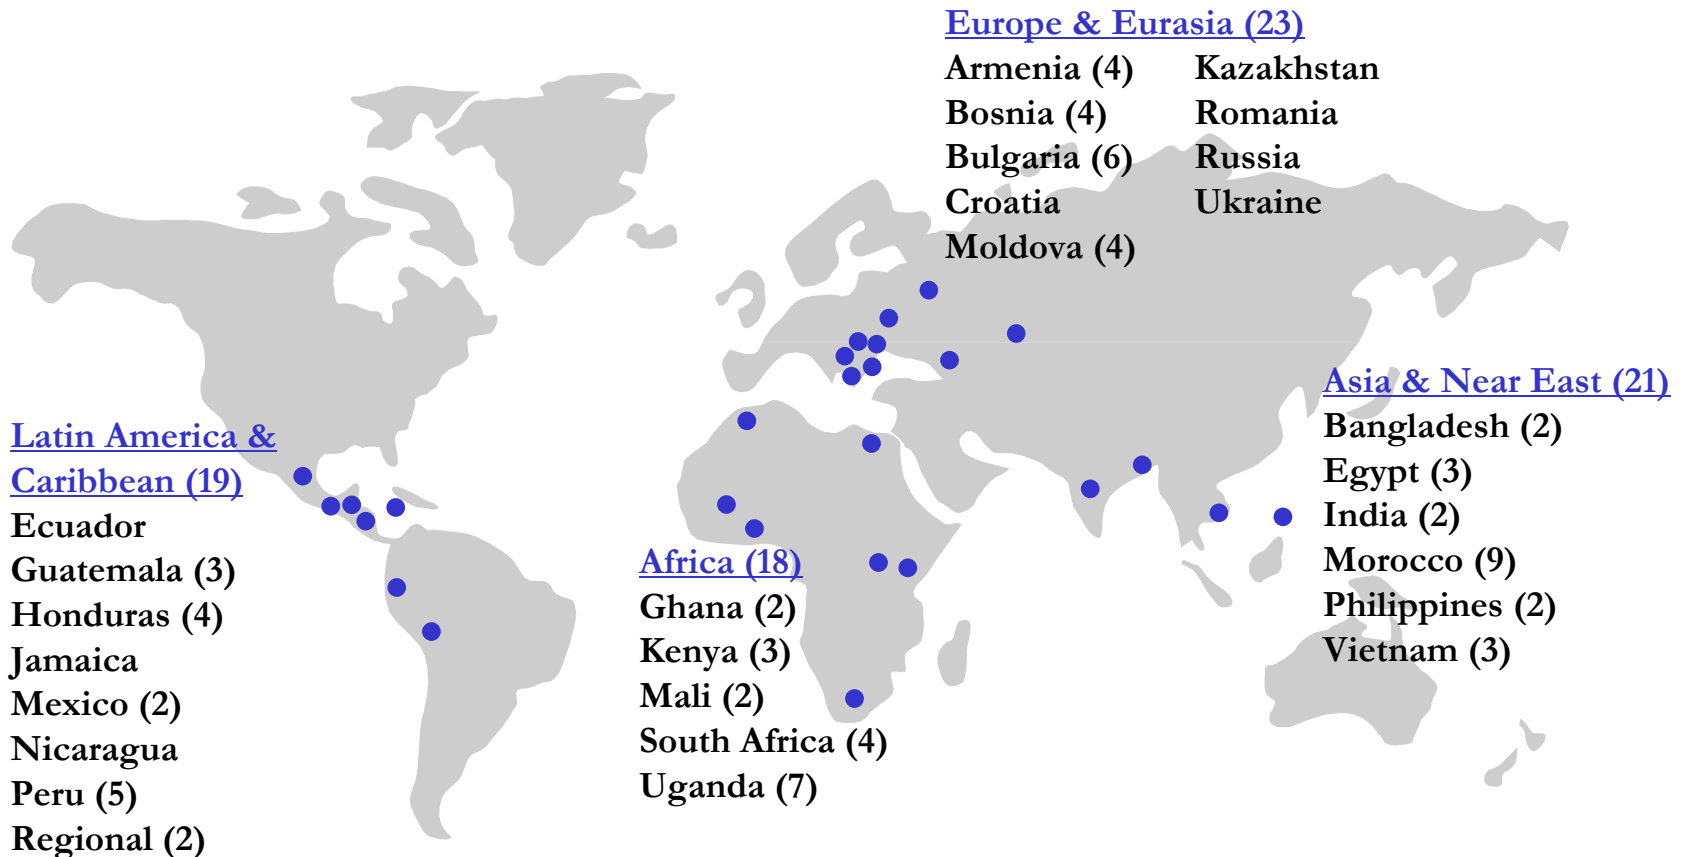 Europe & Eurasia (23)
Armenia (4) Kazakhstan
Bosnia (4) Romania
Bulgaria (6) Russia
Croatia Ukraine
Moldova (4)
Asia & Near East (21)
Bangladesh (2)
Egypt (3)
India (2)
Morocco (9)
Philippines (2)
Vietnam (3)
Latin America &
Caribbean (19)
Ecuador
Guatemala (3)
Honduras (4)
Jamaica
Mexico (2)
Nicaragua
Peru (5)
Regional (2)
Africa (18)
Ghana (2)
Kenya (3)
Mali (2)
South Africa (4)
Uganda (7)